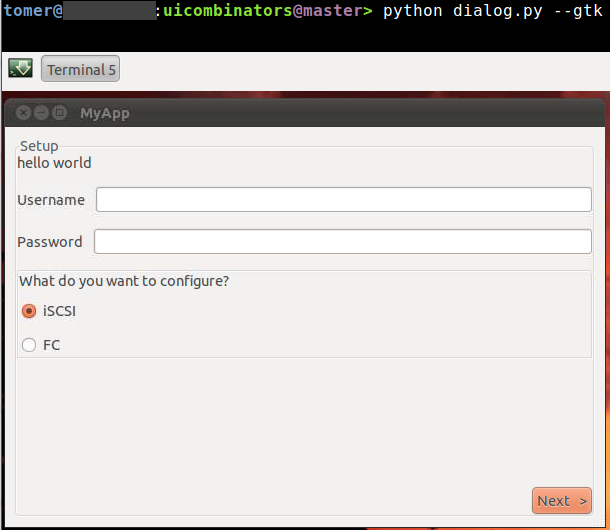 tomer@:uicombinators@master> python dialog.py --gtk
Terminal 5
MyApp
Setup
hello world
Username
Password
What do you want to configure?
iSCSI
FC
Next >